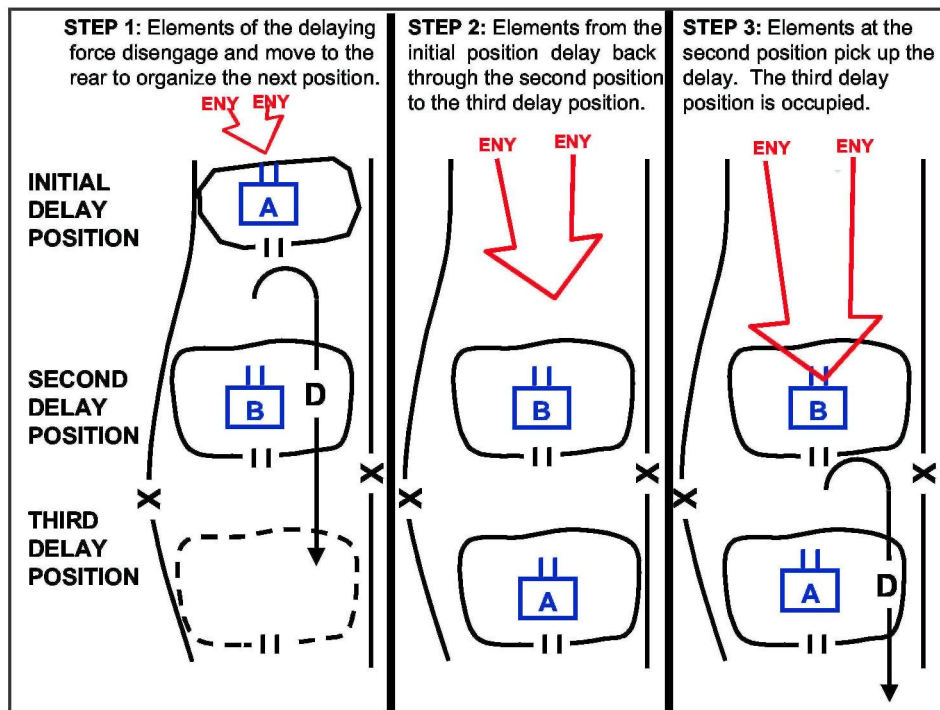 STEP 1: Elements of the delaying
force disengage and move to the
rear to organize the next position.
ENY ENY
INITIAL
DELAY
POSITION
A
SECOND
DELAY
POSITION
B
D
X
X
THIRD
DELAY
POSITION
STEP 2: Elements from the
initial position delay back
through the second position
to the third delay position.
ENY ENY
B
X
X
A
STEP 3: Elements at the
second position pick up the
delay.  The third delay
position is occupied.
ENY ENY
B
X
X
A
D